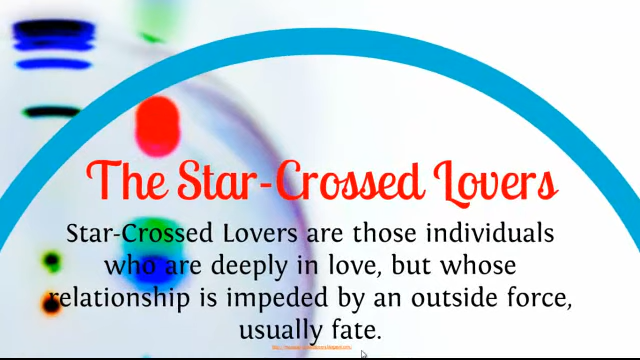 The Star-Crossed Lovers
Star-Crossed Lovers are those individuals
who are deeply in love, but whose
relationship is impeded by an outside force,
usually fate.